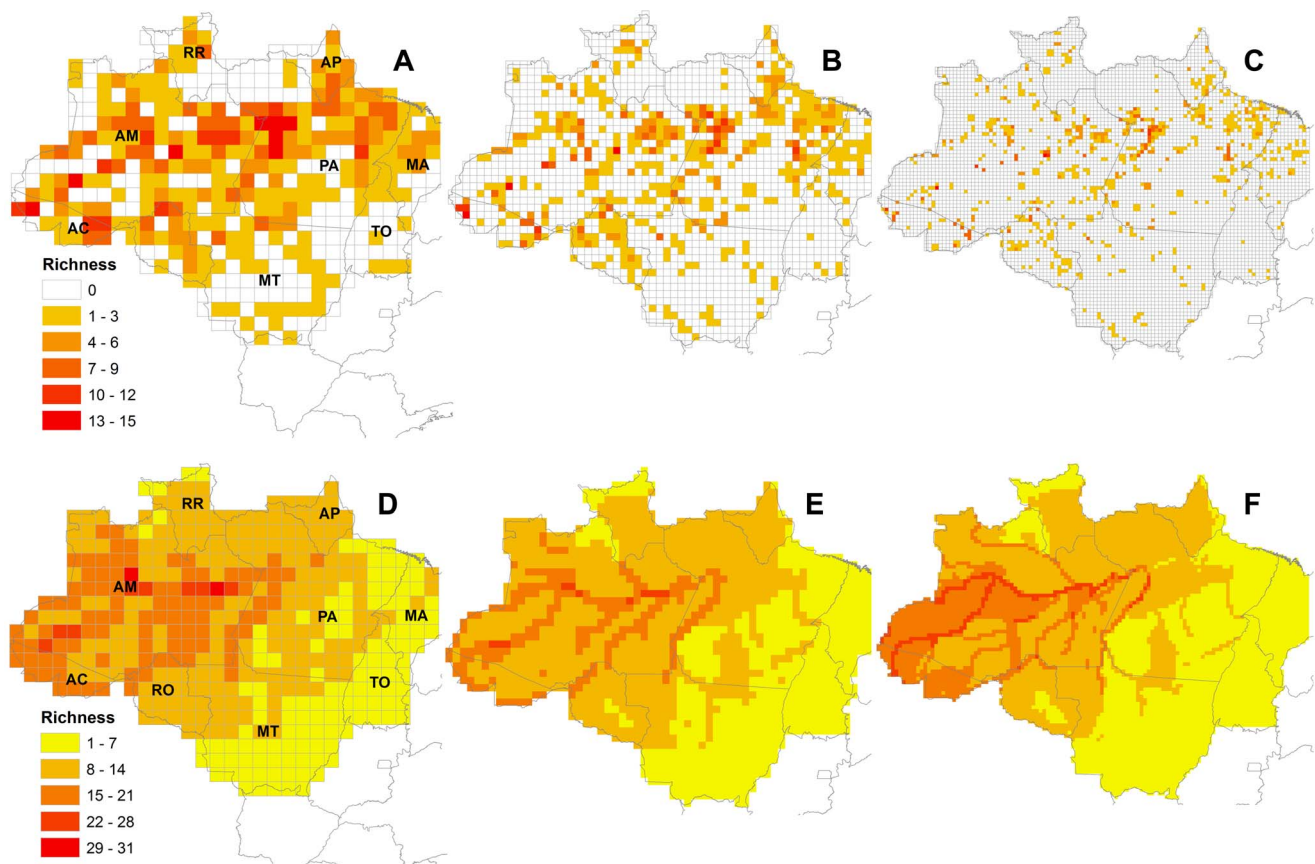 A
RR
AP
AM
PA
MA
AC
TO
MT
Richness
0
1 - 3
4 - 6
7 - 9
10 - 12
13 - 15
B
C
D
RR
AP
AM
PA
MA
AC
RO
TO
MT
Richness
1 - 7
8 - 14
15 - 21
22 - 28
29 - 31
E
F